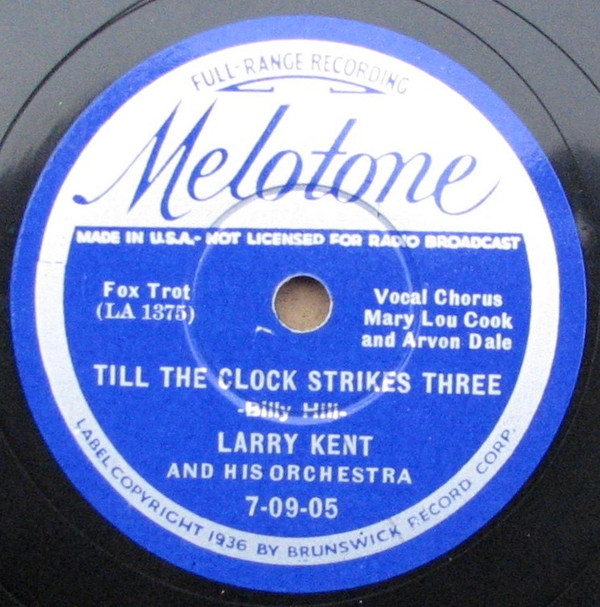 FULL-RANGE RECORDING
Melotone
MADE IN U.S.A.- NOT LICENSED FOR RADIO BROADCAST
Fox Trot
(LA 1375)
Vocal Chorus
Mary Lou Cook
and Arvon Dale
TILL THE CLOCK STRIKES THREE
-Billy Hill-
LARRY KENT
AND HIS ORCHESTRA
7-09-05
LABEL COPYRIGHT 1936 BY BRUNSWICK RECORD CORP.